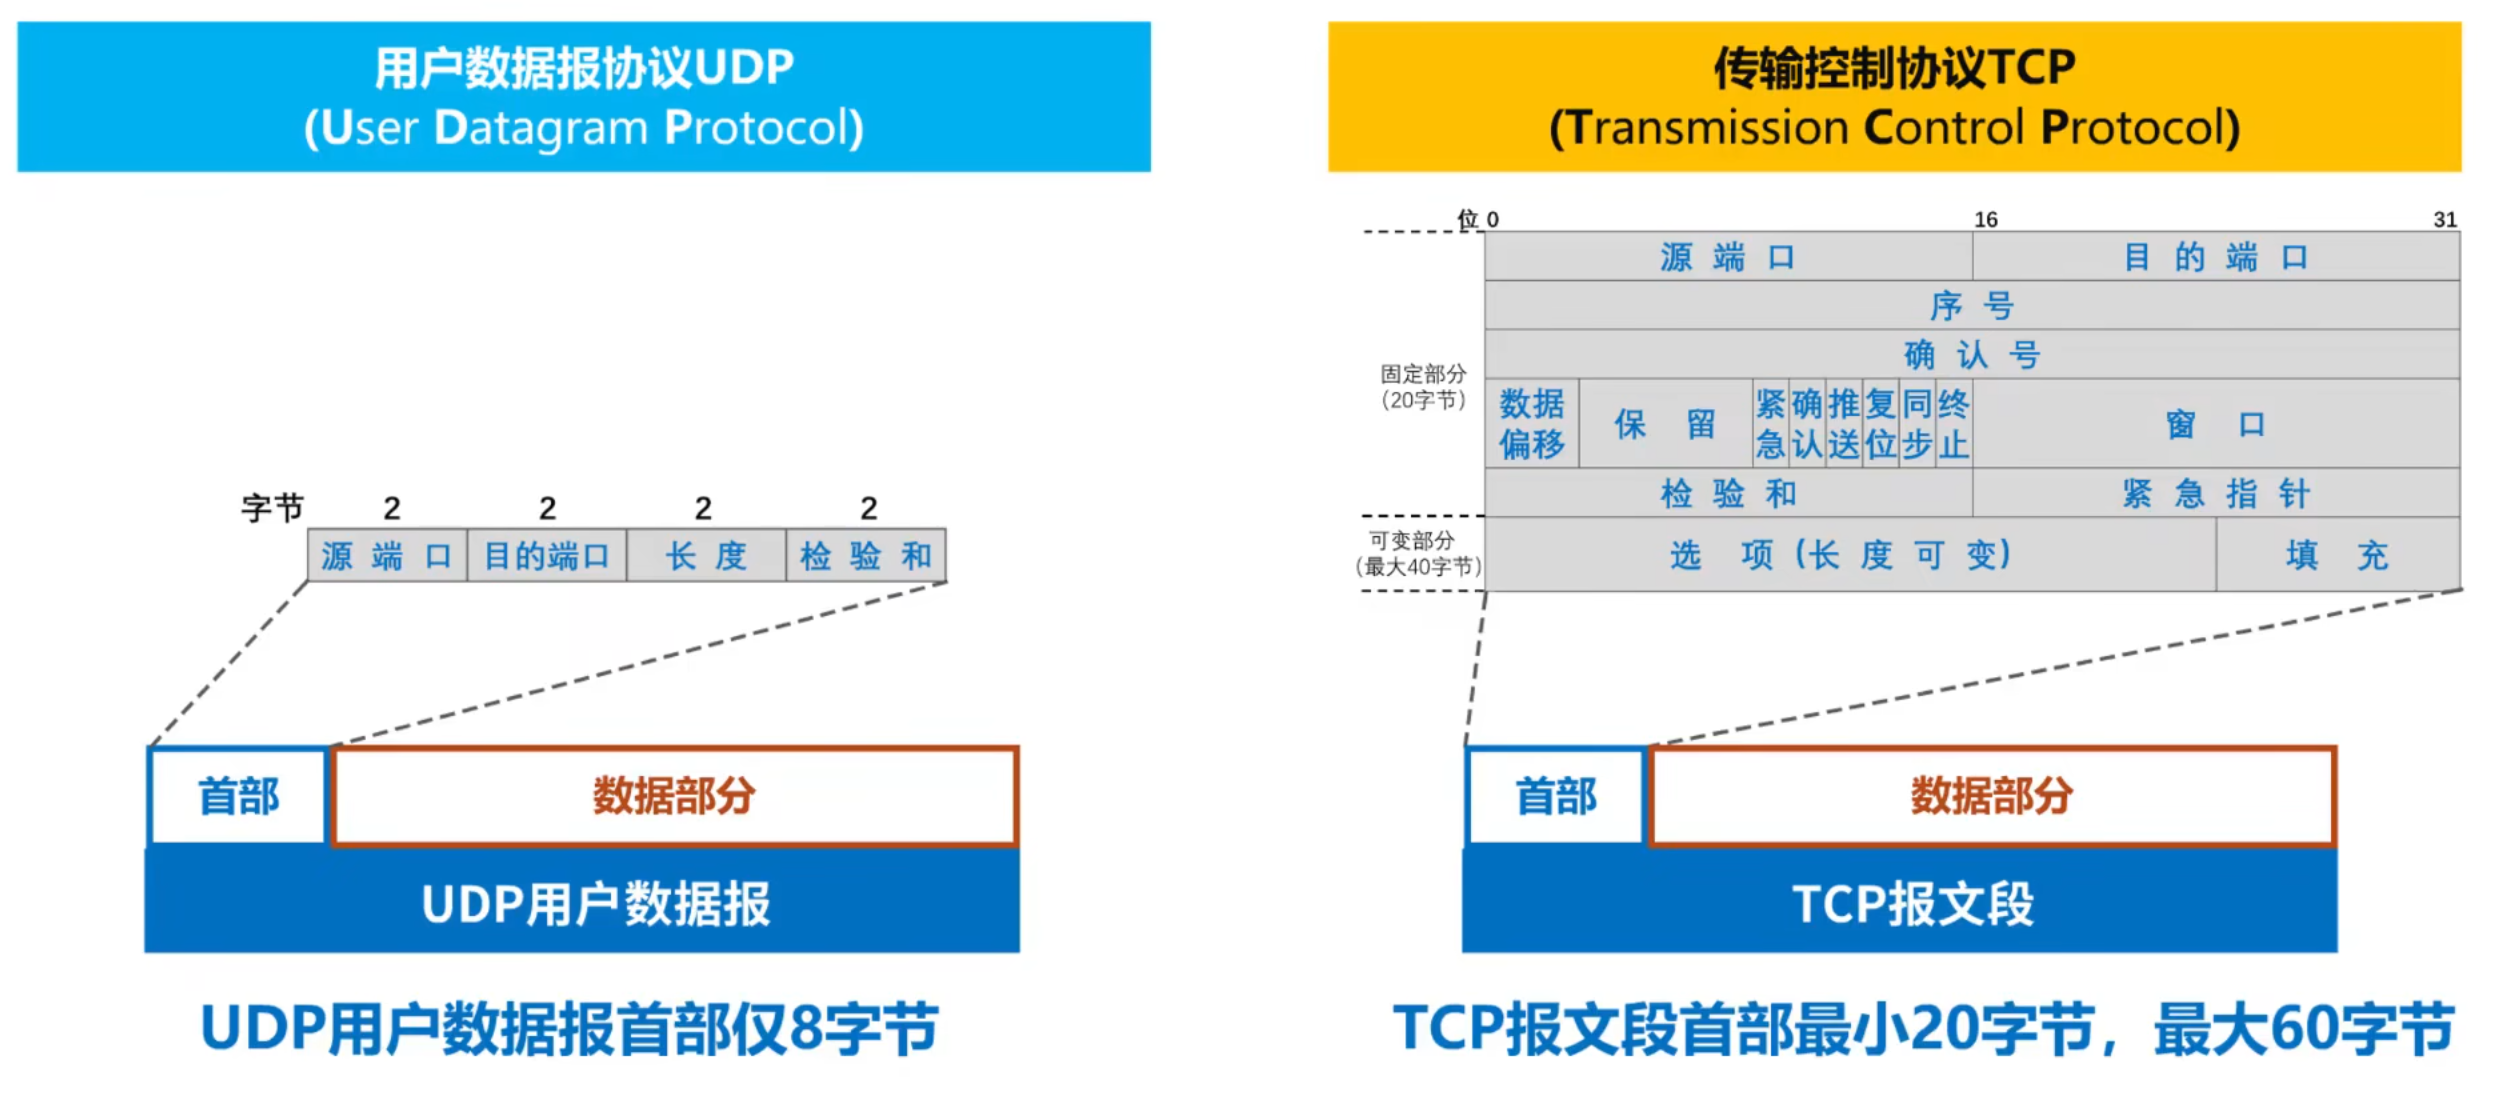 用户数据报协议UDP
(User Datagram Protocol)
字节 2 2 2 2
源端口 目的端口 长度 检验和
首部 数据部分
UDP用户数据报
UDP用户数据报首部仅8字节
传输控制协议TCP
(Transmission Control Protocol)
位 0 16 31
源端口 目的端口
序号
确认号
固定部分
(20字节)
数据偏移 保留 紧急 确认 推送 复位 同步 终止 窗口
检验和 紧急指针
可变部分
(最大40字节)
选项(长度可变) 填充
首部 数据部分
TCP报文段
TCP报文段首部最小20字节，最大60字节